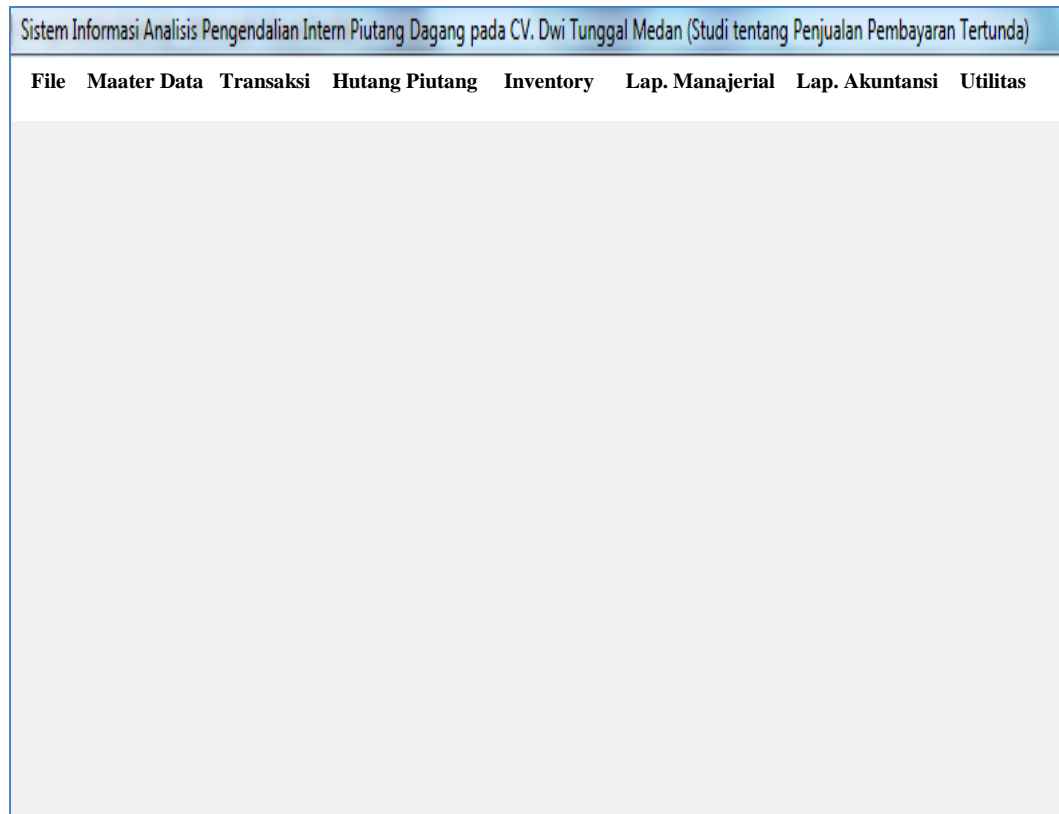 Sistem Informasi Analisis Pengendalian Intern Piutang Dagang pada CV. Dwi Tunggal Medan (Studi tentang Penjualan Pembayaran Tertunda)
File Maater Data Transaksi Hutang Piutang Inventory Lap. Manajerial Lap. Akuntansi Utilitas